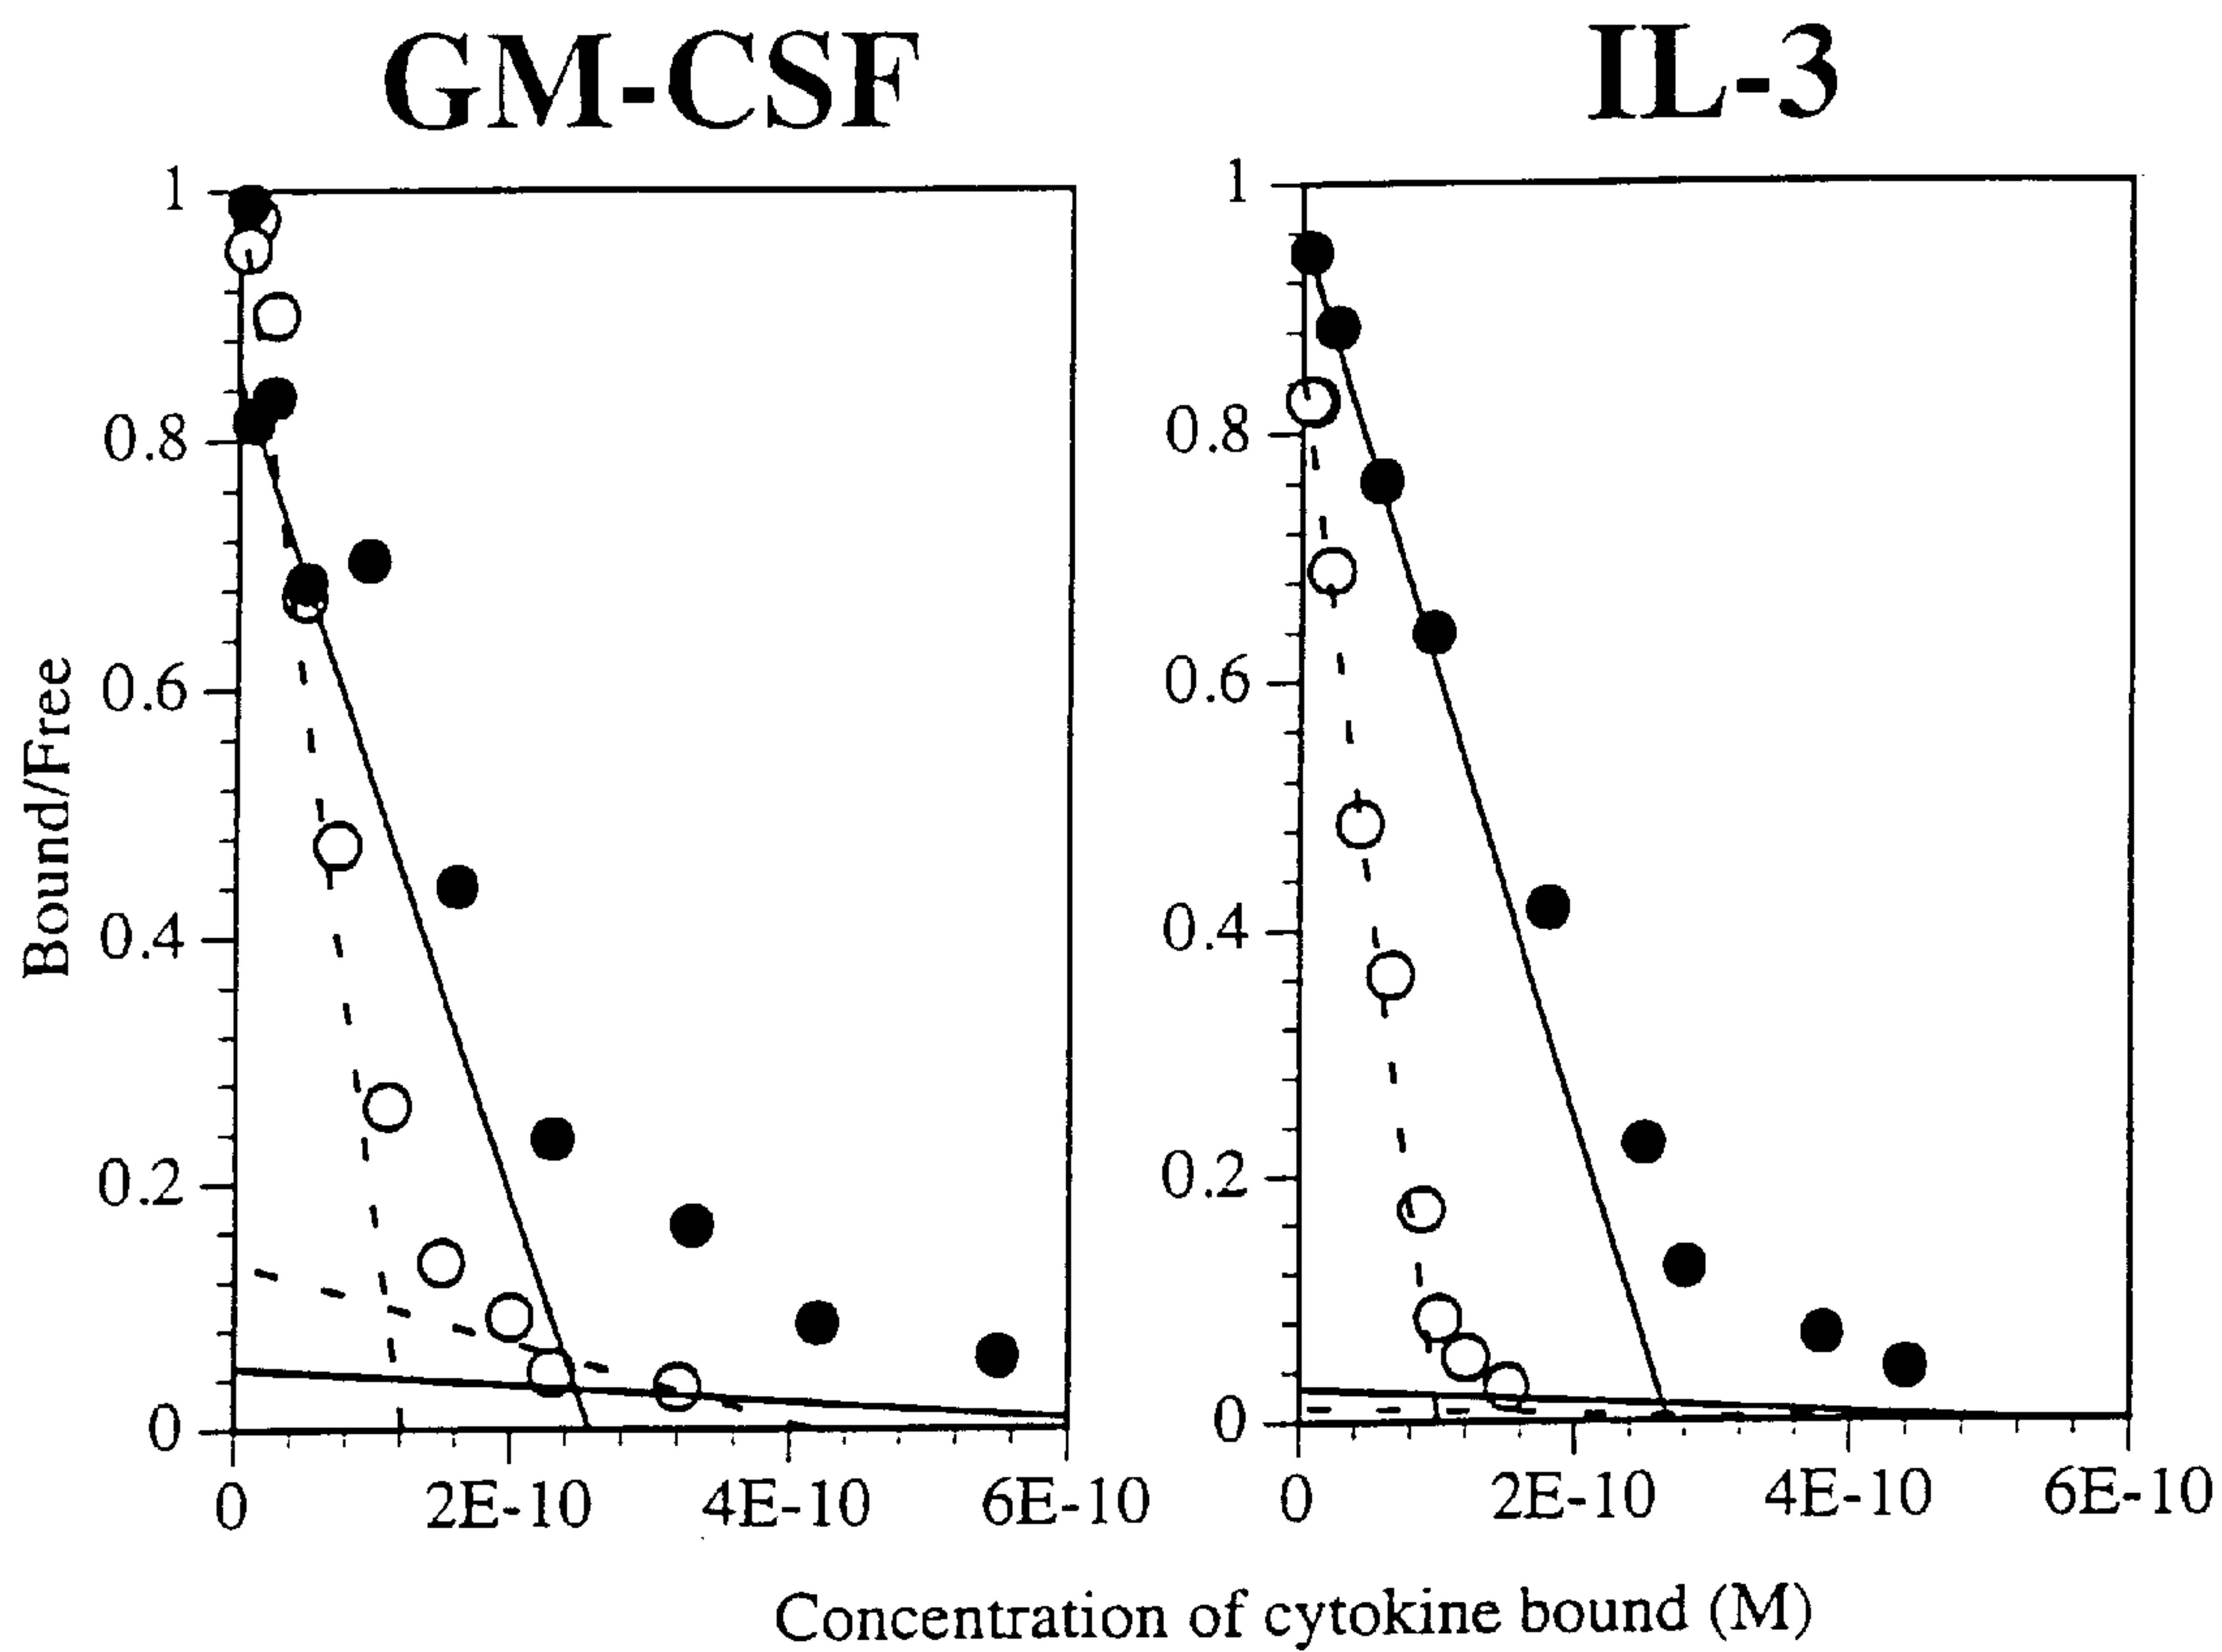 GM-CSF
IL-3
Bound/Free
1
0.8
0.6
0.4
0.2
0
0
2E-10
4E-10
6E-10
1
0.8
0.6
0.4
0.2
0
0
2E-10
4E-10
6E-10
Concentration of cytokine bound (M)